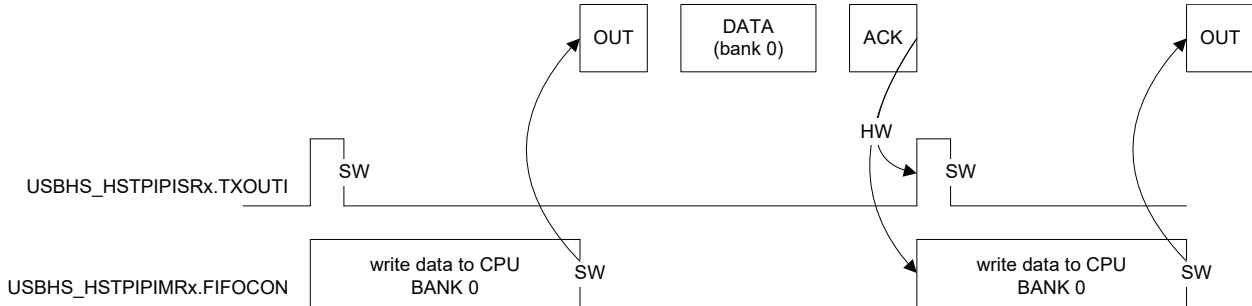 OUT
DATA
(bank 0)
ACK
OUT
HW
SW
SW
USBHS_HSTPIPISRx.TXOUTI
write data to CPU
BANK 0
SW
write data to CPU
BANK 0
SW
USBHS_HSTPIPIMRx.FIFOCON